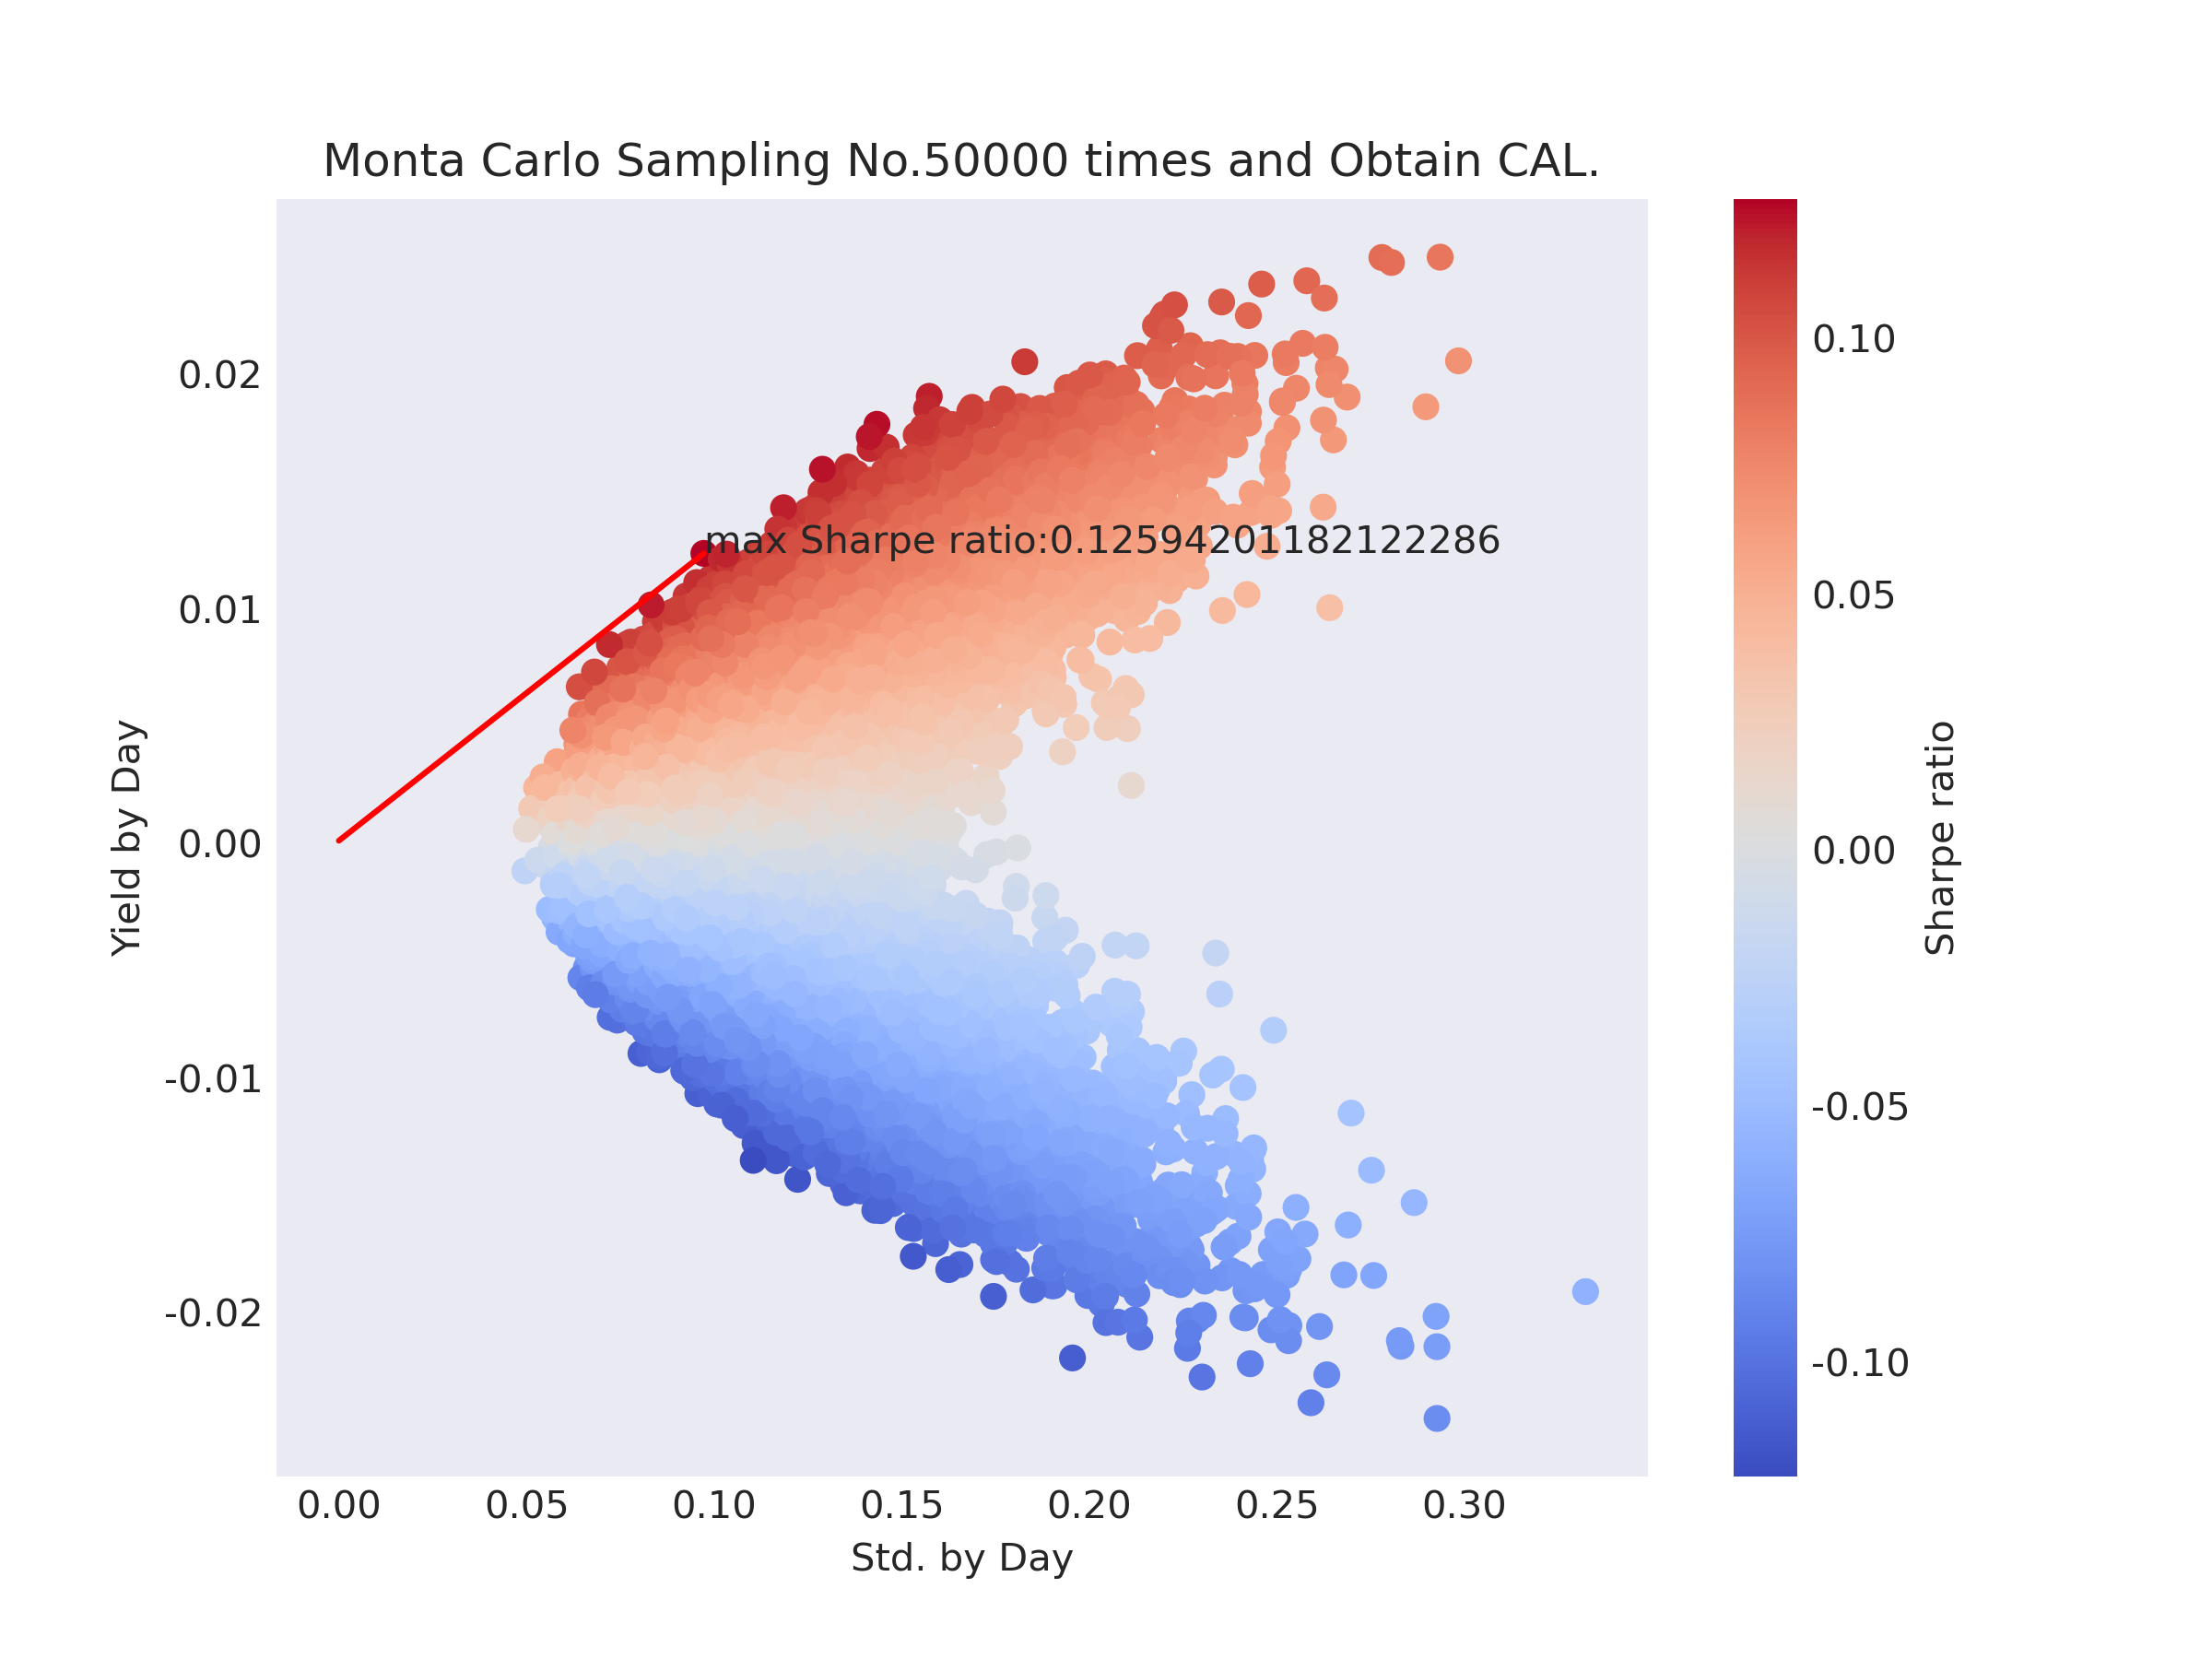 Monta Carlo Sampling No.50000 times and Obtain CAL.
0.02
0.01
0.00
-0.01
-0.02
Yield by Day
max Sharpe ratio:0.12594201182122286
0.00 0.05 0.10 0.15 0.20 0.25 0.30
Std. by Day
0.10
0.05
0.00
-0.05
-0.10
Sharpe ratio